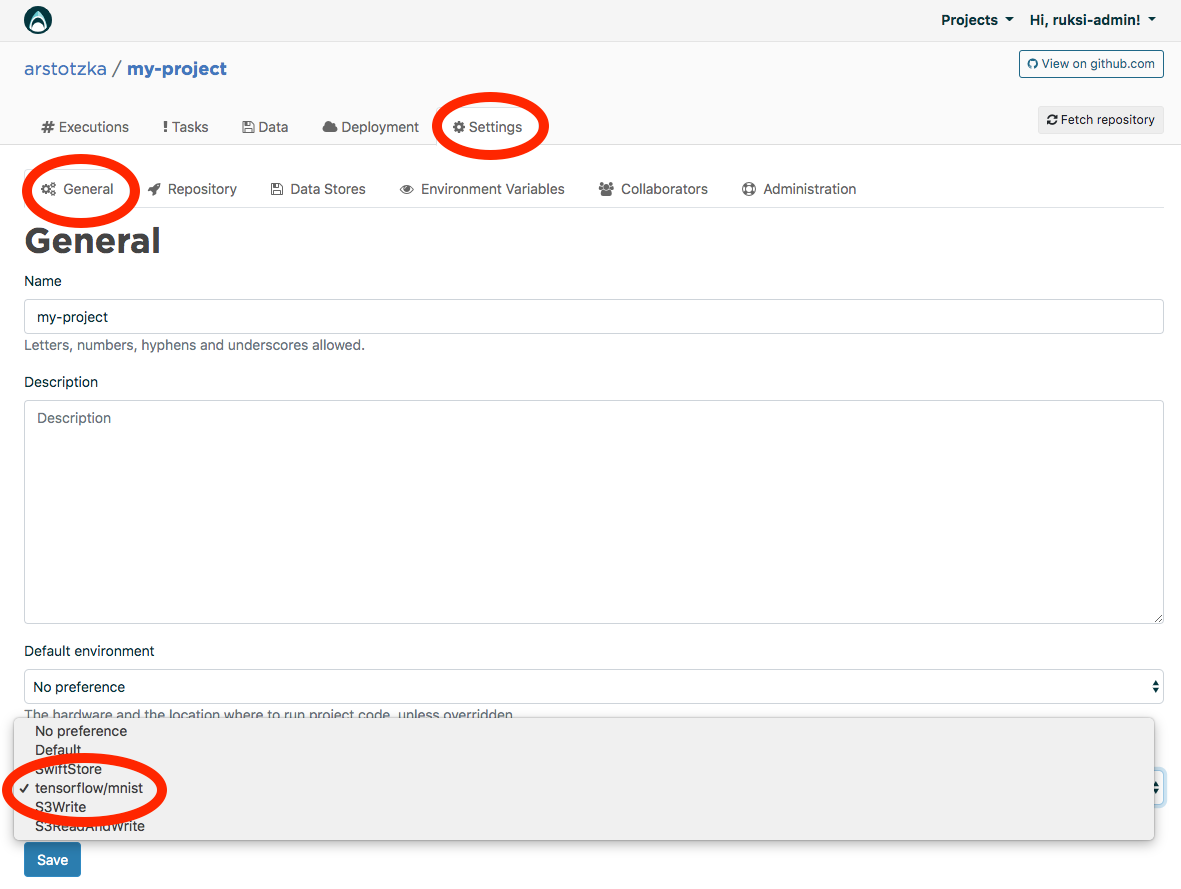 Projects
Hi, ruksi-admin!
arstotzka / my-project
View on github.com
# Executions
! Tasks
Data
Deployment
Settings
Fetch repository
General
Repository
Data Stores
Environment Variables
Collaborators
Administration
General
Name
my-project
Letters, numbers, hyphens and underscores allowed.
Description
Description
Default environment
No preference
The hardware and the location where to run project code, unless overridden
No preference
Default
SwiftStore
✓ tensorflow/mnist
S3Write
S3ReadAndWrite
Save